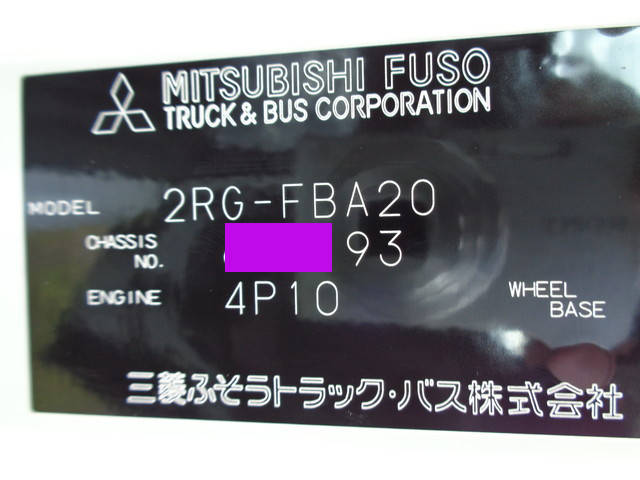 MITSUBISHI FUSO
TRUCK & BUS CORPORATION
MODEL 2RG-FBA20
CHASSIS NO. 93
ENGINE 4P10
WHEEL BASE
三菱ふそうトラック・バス株式会社